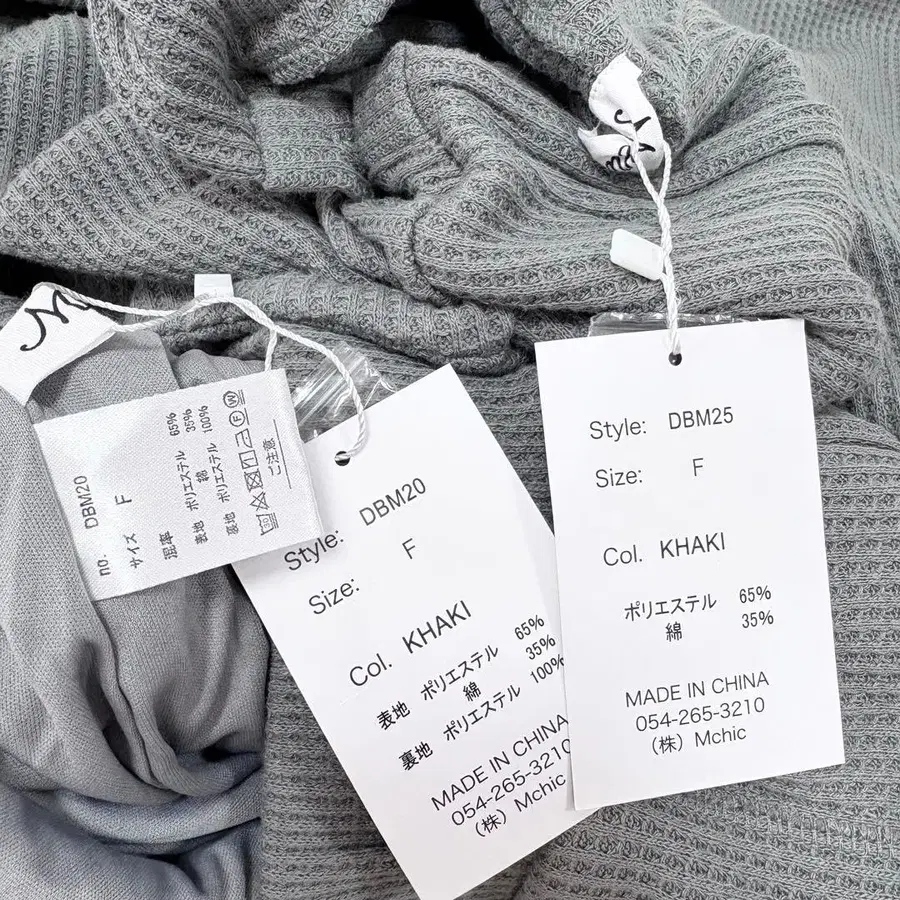 no. DBM20
サイズ F
混率
表地 ポリエステル 65%
綿 35%
裏地 ポリエステル 100%
ご注意
Style: DBM20
Size: F
Col. KHAKI
表地 ポリエステル 65%
綿 35%
裏地 ポリエステル 100%
MADE IN CHINA
054-265-3210
(株) Mchic
Style: DBM25
Size: F
Col. KHAKI
ポリエステル 65%
綿 35%
MADE IN CHINA
054-265-3210
(株) Mchic